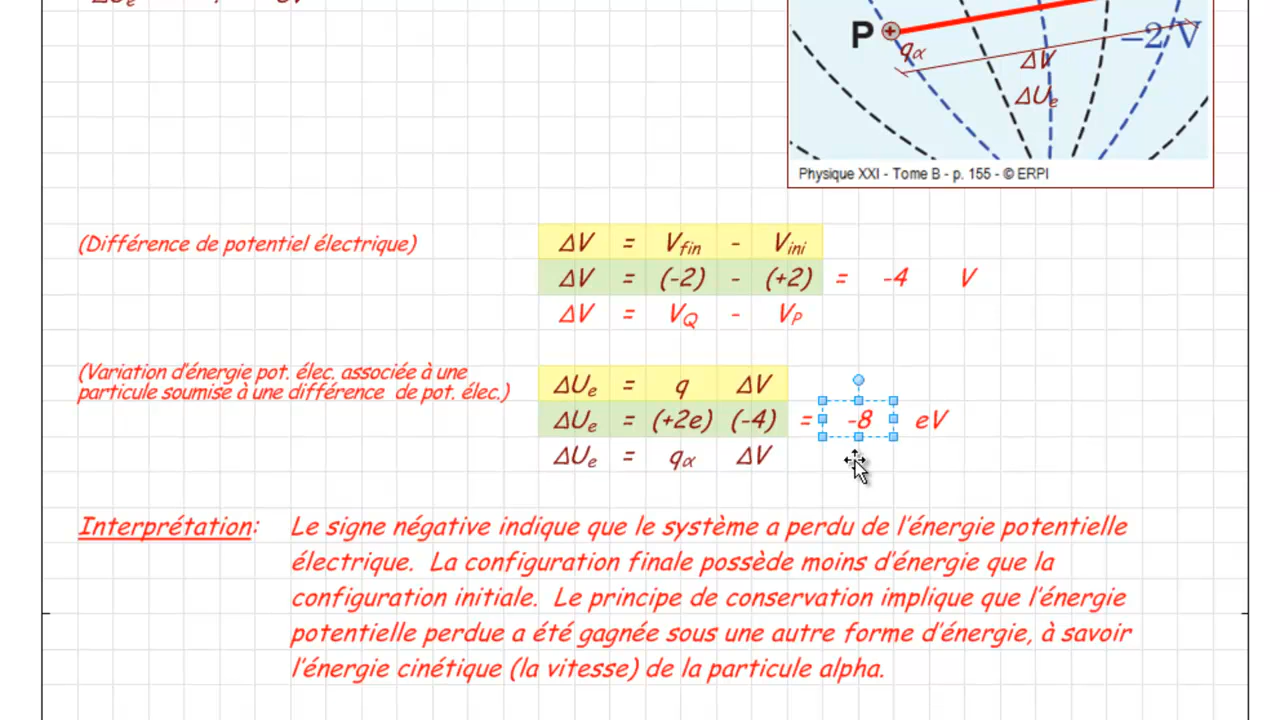 P
qα
−2 V
ΔV
ΔUe
Physique XXI - Tome B - p. 155 - © ERPI
(Différence de potentiel électrique)
ΔV = Vfin - Vini
ΔV = (-2) - (+2) = -4 V
ΔV = VQ - VP
(Variation d'énergie pot. élec. associée à une
particule soumise à une différence de pot. élec.)
ΔUe = q ΔV
ΔUe = (+2e) (-4) = -8 eV
ΔUe = qα ΔV
Interprétation: Le signe négative indique que le système a perdu de l'énergie potentielle
électrique. La configuration finale possède moins d'énergie que la
configuration initiale. Le principe de conservation implique que l'énergie
potentielle perdue a été gagnée sous une autre forme d'énergie, à savoir
l'énergie cinétique (la vitesse) de la particule alpha.